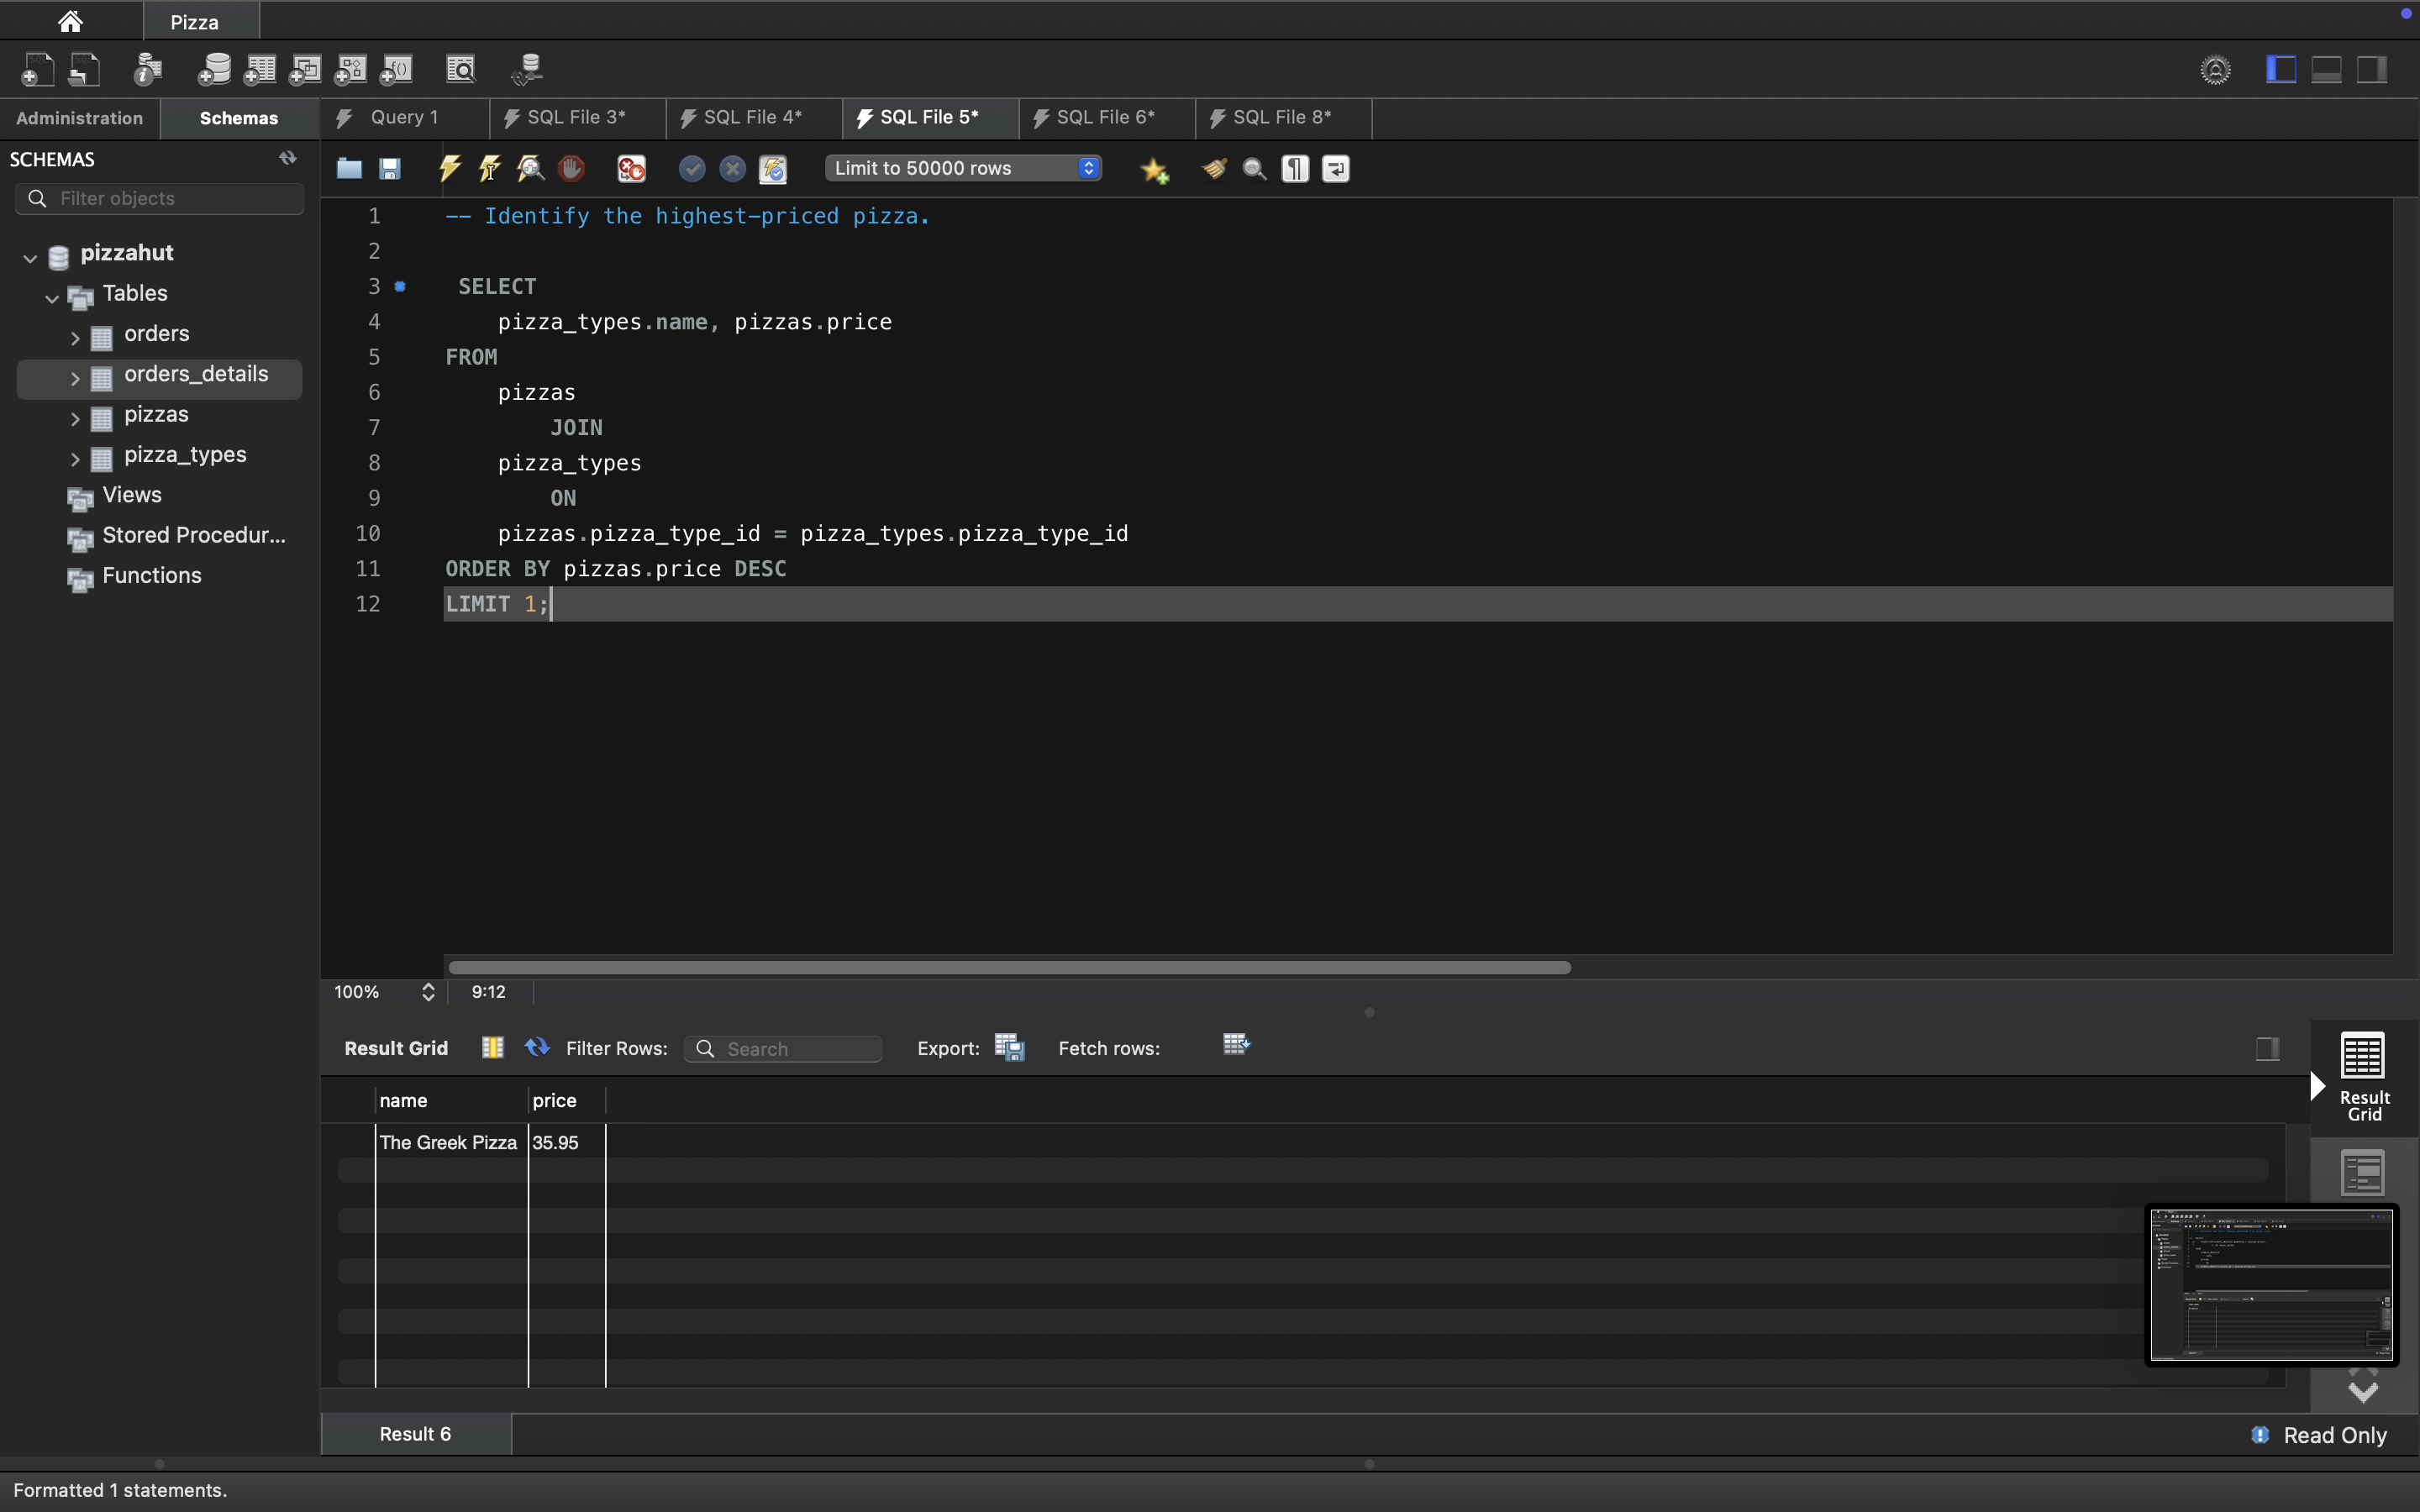 Pizza
Administration
Schemas
Query 1
SQL File 3*
SQL File 4*
SQL File 5*
SQL File 6*
SQL File 8*
SCHEMAS
Filter objects
pizzahut
Tables
orders
orders_details
pizzas
pizza_types
Views
Stored Procedur...
Functions
Limit to 50000 rows
1 -- Identify the highest-priced pizza.
2
3 SELECT
4 pizza_types.name, pizzas.price
5 FROM
6 pizzas
7 JOIN
8 pizza_types
9 ON
10 pizzas.pizza_type_id = pizza_types.pizza_type_id
11 ORDER BY pizzas.price DESC
12 LIMIT 1;
100% 9:12
Result Grid Filter Rows: Search Export: Fetch rows:
name price
The Greek Pizza 35.95
Result
Grid
Result 6
Read Only
Formatted 1 statements.